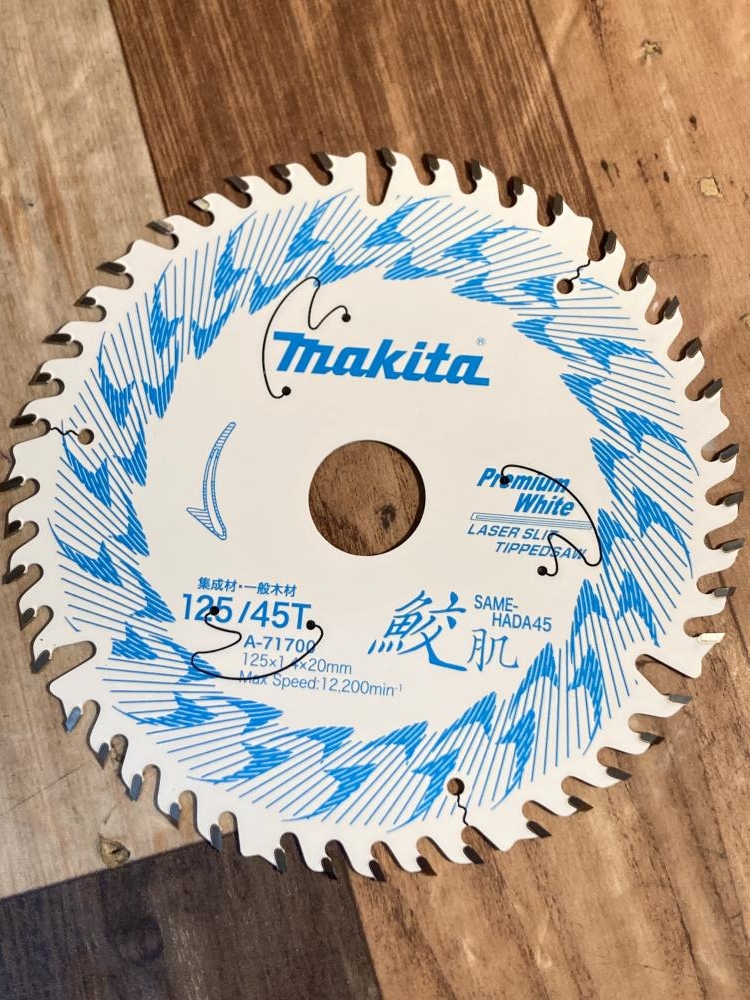 makita®
Premium
White
LASER SLIT
TIPPEDSAW
集成材・一般木材
125/45T
A-71700
125×1.4×20mm
Max Speed:12,200min⁻¹
鮫肌
SAME-
HADA45